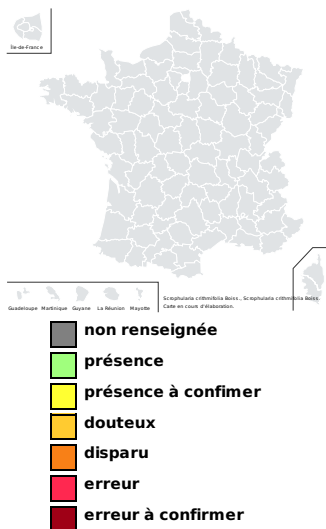 Île-de-France
Scrophularia crithmifolia Boiss., Scrophularia crithmifolia Boiss.
Carte en cours d'élaboration.
Guadeloupe Martinique Guyane La Réunion Mayotte
non renseignée
présence
présence à confimer
douteux
disparu
erreur
erreur à confirmer